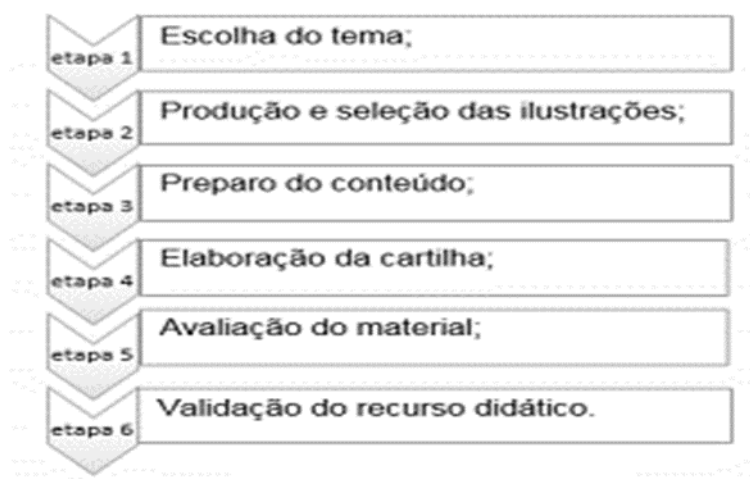 etapa 1
Escolha do tema;
etapa 2
Produção e seleção das ilustrações;
etapa 3
Preparo do conteúdo;
etapa 4
Elaboração da cartilha;
etapa 5
Avaliação do material;
etapa 6
Validação do recurso didático.